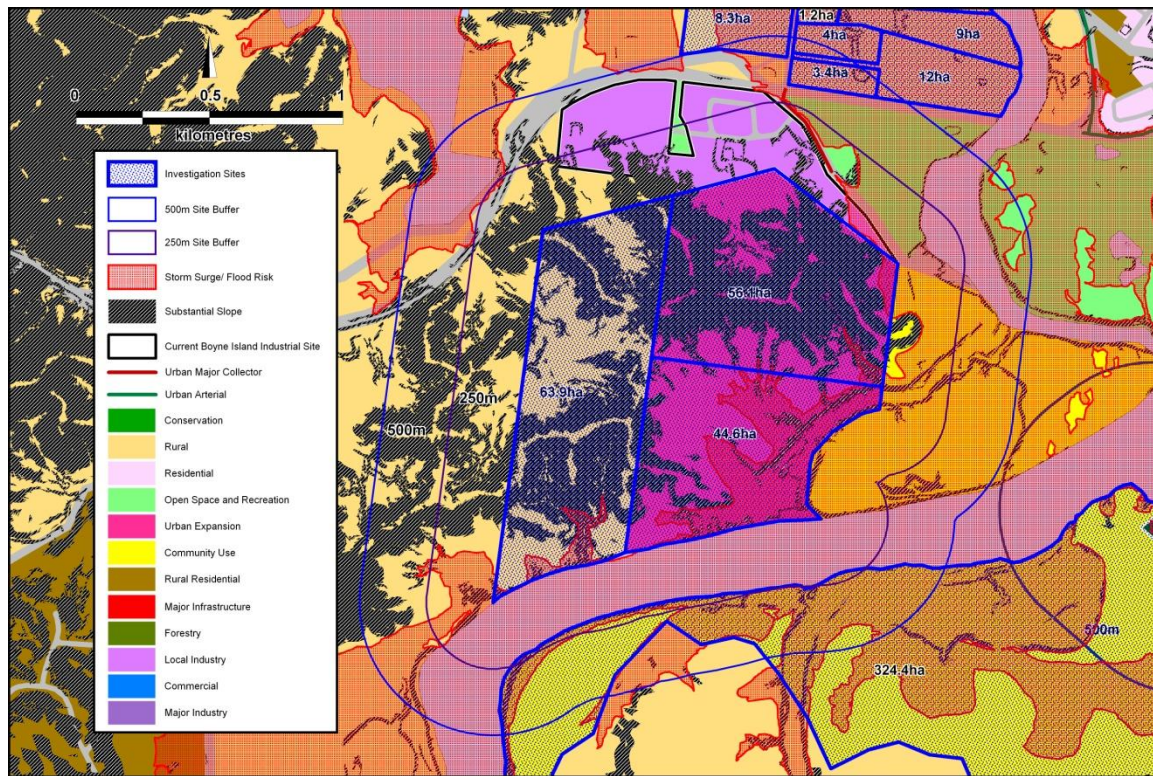 8.3ha
1.2ha
4ha
9ha
3.4ha
12ha
0
0.5
1
kilometres
Investigation Sites
500m Site Buffer
250m Site Buffer
Storm Surge/ Flood Risk
Substantial Slope
Current Boyne Island Industrial Site
Urban Major Collector
Urban Arterial
Conservation
Rural
Residential
Open Space and Recreation
Urban Expansion
Community Use
Rural Residential
Major Infrastructure
Forestry
Local Industry
Commercial
Major Industry
56.1ha
63.9ha
250m
500m
44.6ha
500m
324.4ha